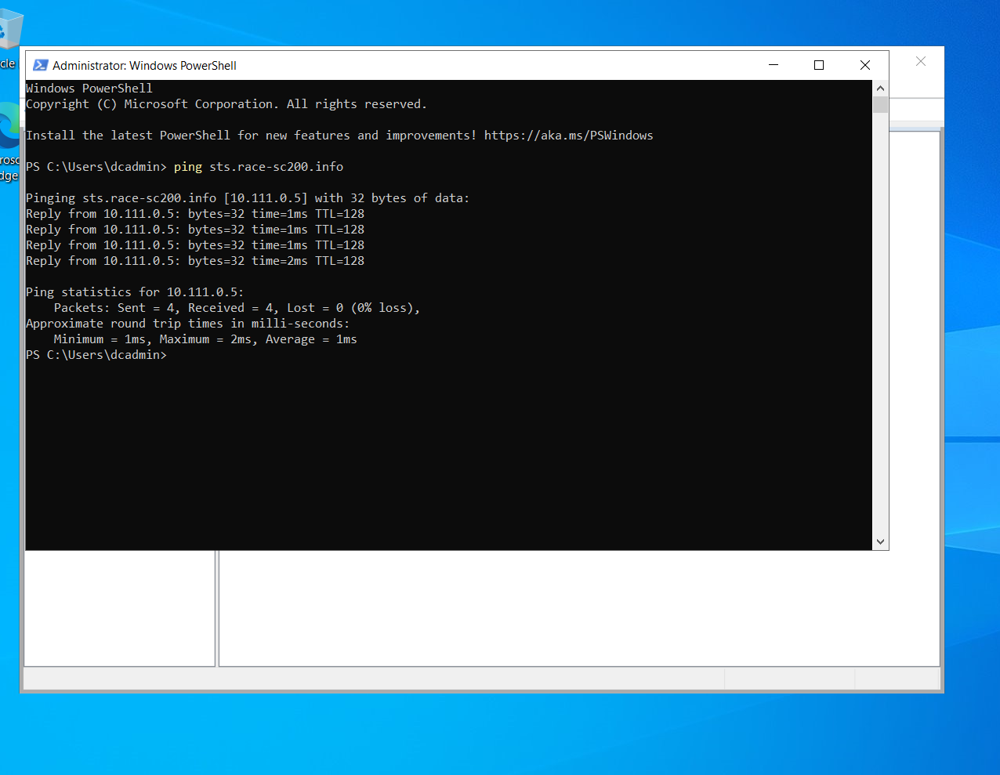 cle
rosc
dge
Administrator: Windows PowerShell
Windows PowerShell
Copyright (C) Microsoft Corporation. All rights reserved.
Install the latest PowerShell for new features and improvements! https://aka.ms/PSWindows
PS C:\Users\dcadmin> ping sts.race-sc200.info
Pinging sts.race-sc200.info [10.111.0.5] with 32 bytes of data:
Reply from 10.111.0.5: bytes=32 time=1ms TTL=128
Reply from 10.111.0.5: bytes=32 time=1ms TTL=128
Reply from 10.111.0.5: bytes=32 time=1ms TTL=128
Reply from 10.111.0.5: bytes=32 time=2ms TTL=128
Ping statistics for 10.111.0.5:
    Packets: Sent = 4, Received = 4, Lost = 0 (0% loss),
Approximate round trip times in milli-seconds:
    Minimum = 1ms, Maximum = 2ms, Average = 1ms
PS C:\Users\dcadmin>